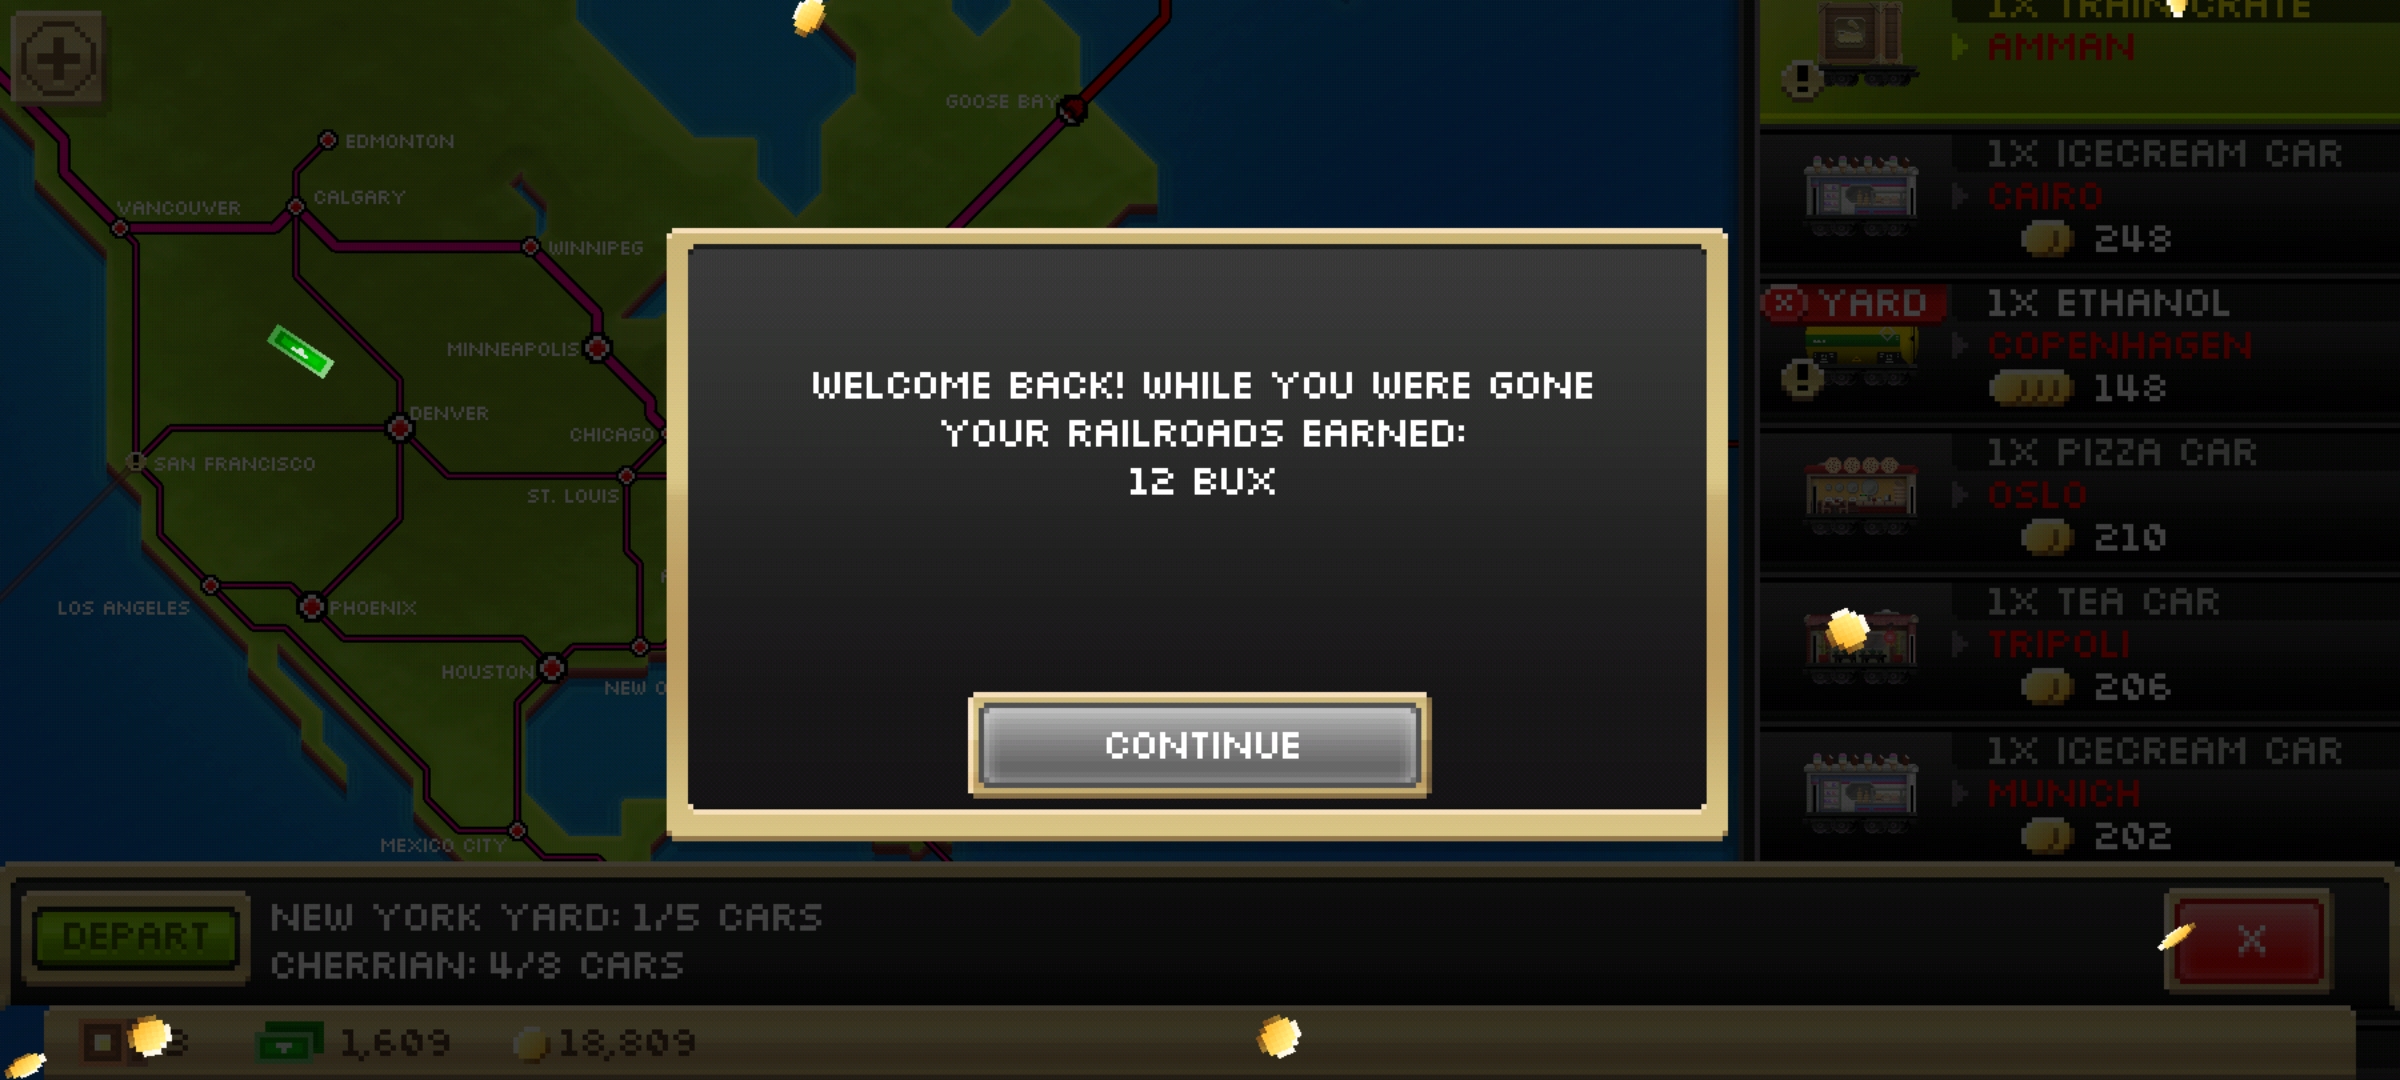 1X TRAIN CRATE
AMMAN
GOOSE BAY
EDMONTON
CALGARY
VANCOUVER
WINNIPEG
MINNEAPOLIS
DENVER
CHICAGO
SAN FRANCISCO
ST. LOUIS
LOS ANGELES
PHOENIX
HOUSTON
NEW O
MEXICO CITY
WELCOME BACK! WHILE YOU WERE GONE
YOUR RAILROADS EARNED:
12 BUX
CONTINUE
1X ICECREAM CAR
CAIRO
248
YARD
1X ETHANOL
COPENHAGEN
148
1X PIZZA CAR
OSLO
210
1X TEA CAR
TRIPOLI
206
1X ICECREAM CAR
MUNICH
202
DEPART
NEW YORK YARD: 1/5 CARS
CHERRIAN: 4/8 CARS
X
1,609
18,809